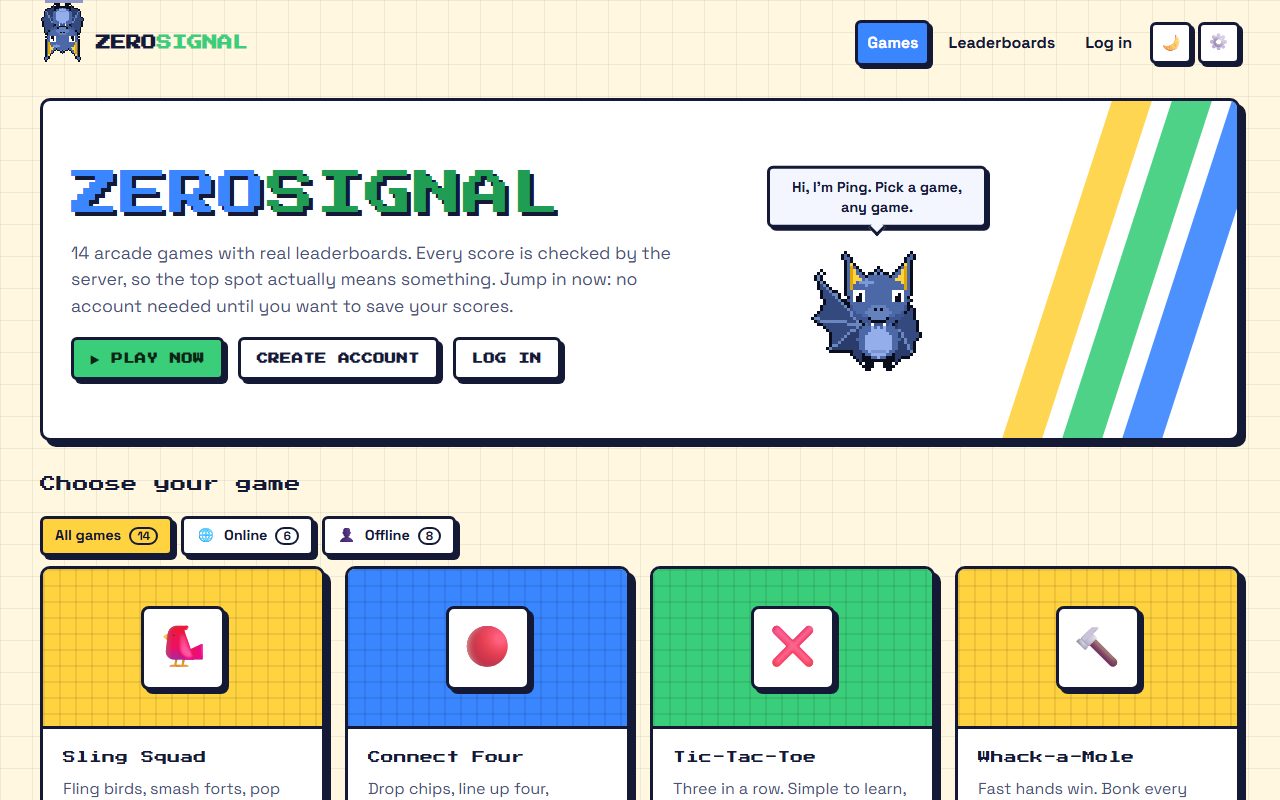 ZEROSIGNAL
Games
Leaderboards
Log in
Hi, I'm Ping. Pick a game,
any game.
ZEROSIGNAL
14 arcade games with real leaderboards. Every score is checked by the
server, so the top spot actually means something. Jump in now: no
account needed until you want to save your scores.
▶ PLAY NOW
CREATE ACCOUNT
LOG IN
Choose your game
All games 14
Online 6
Offline 8
Sling Squad
Fling birds, smash forts, pop
Connect Four
Drop chips, line up four,
Tic-Tac-Toe
Three in a row. Simple to learn,
Whack-a-Mole
Fast hands win. Bonk every